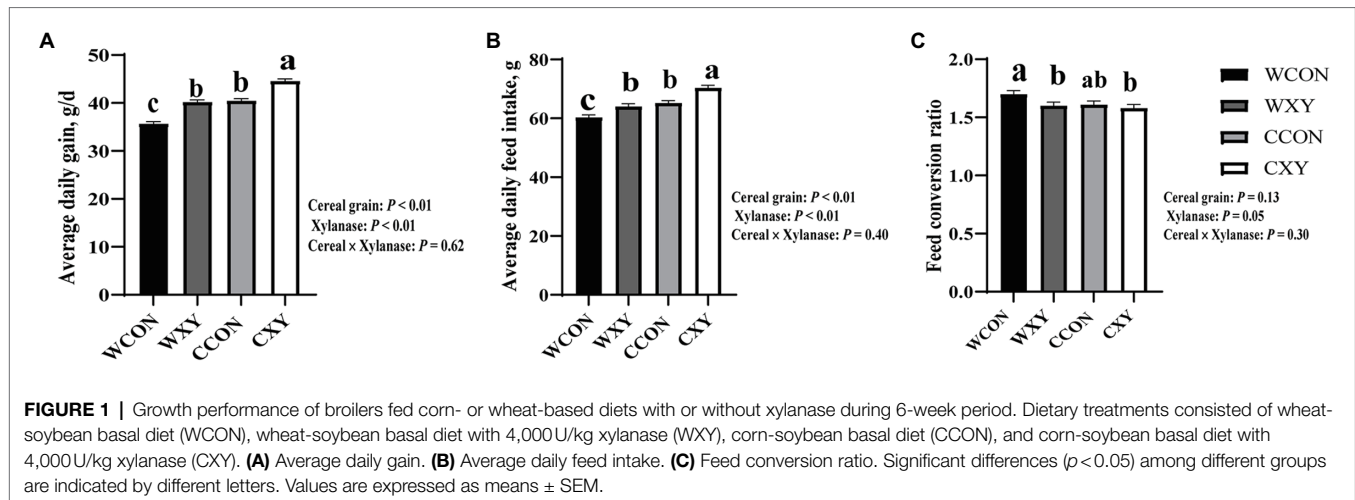 A
Average daily gain, g/d
50
40
30
20
10
0
c
b
b
a
WCON
WXY
CCON
CXY
Cereal grain: P < 0.01
Xylanase: P < 0.01
Cereal × Xylanase: P = 0.62
B
Average daily feed intake, g
80
60
40
20
0
c
b
b
a
WCON
WXY
CCON
CXY
Cereal grain: P < 0.01
Xylanase: P < 0.01
Cereal × Xylanase: P = 0.40
C
Feed conversion ratio
2.0
1.5
1.0
0.5
0.0
a
b
ab
b
WCON
WXY
CCON
CXY
WCON
WXY
CCON
CXY
Cereal grain: P = 0.13
Xylanase: P = 0.05
Cereal × Xylanase: P = 0.30
FIGURE 1 | Growth performance of broilers fed corn- or wheat-based diets with or without xylanase during 6-week period. Dietary treatments consisted of wheat-
soybean basal diet (WCON), wheat-soybean basal diet with 4,000 U/kg xylanase (WXY), corn-soybean basal diet (CCON), and corn-soybean basal diet with
4,000 U/kg xylanase (CXY). (A) Average daily gain. (B) Average daily feed intake. (C) Feed conversion ratio. Significant differences (p < 0.05) among different groups
are indicated by different letters. Values are expressed as means ± SEM.